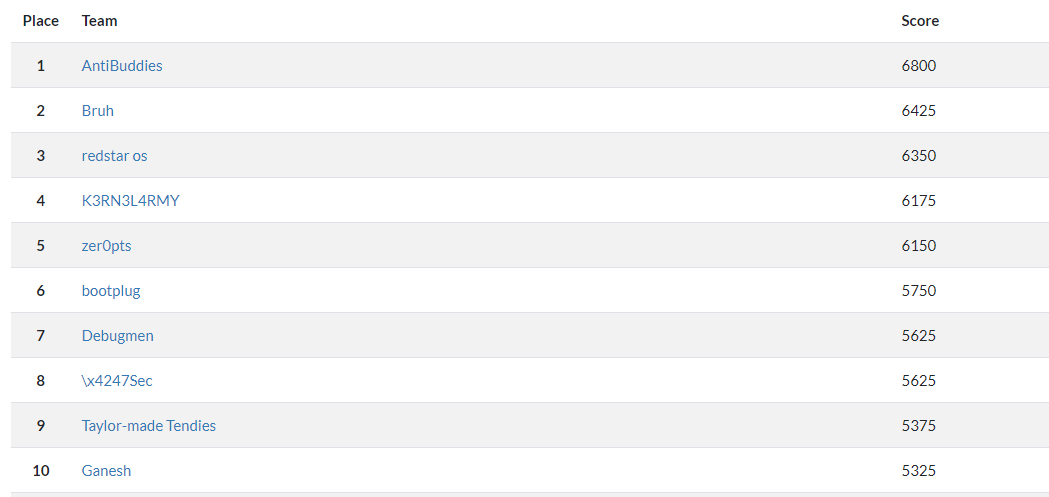 Place Team Score
1 AntiBuddies 6800
2 Bruh 6425
3 redstar os 6350
4 K3RN3L4RMY 6175
5 zer0pts 6150
6 bootplug 5750
7 Debugmen 5625
8 \x4247Sec 5625
9 Taylor-made Tendies 5375
10 Ganesh 5325